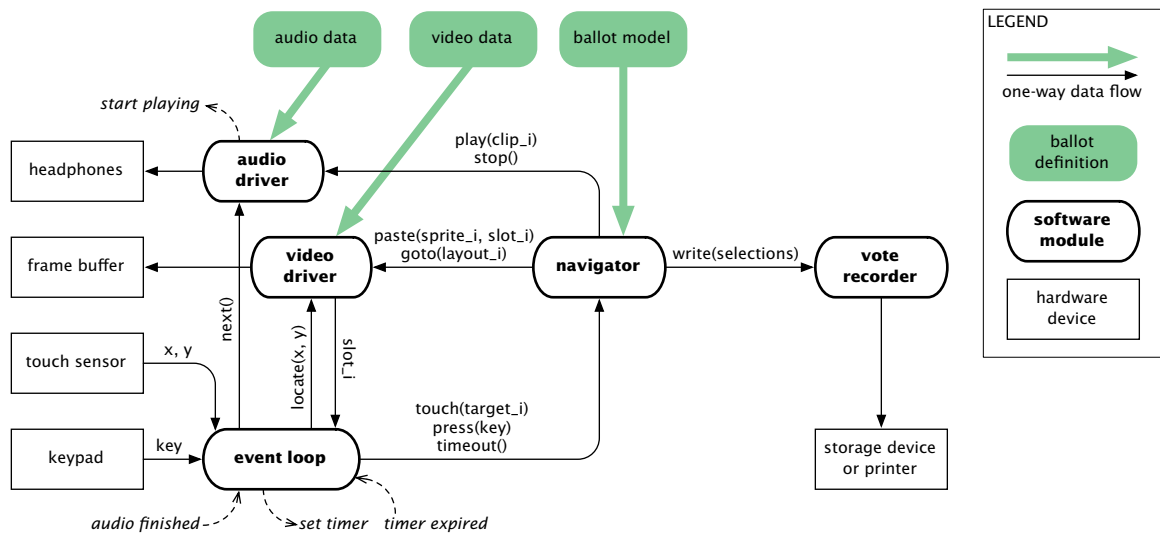 audio data
video data
ballot model
LEGEND
one-way data flow
ballot
definition
software
module
hardware
device
start playing
headphones
audio
driver
play(clip_i)
stop()
frame buffer
video
driver
paste(sprite_i, slot_i)
goto(layout_i)
navigator
write(selections)
vote
recorder
next()
locate(x, y)
slot_i
touch sensor
x, y
keypad
key
event loop
touch(target_i)
press(key)
timeout()
storage device
or printer
audio finished
set timer
timer expired